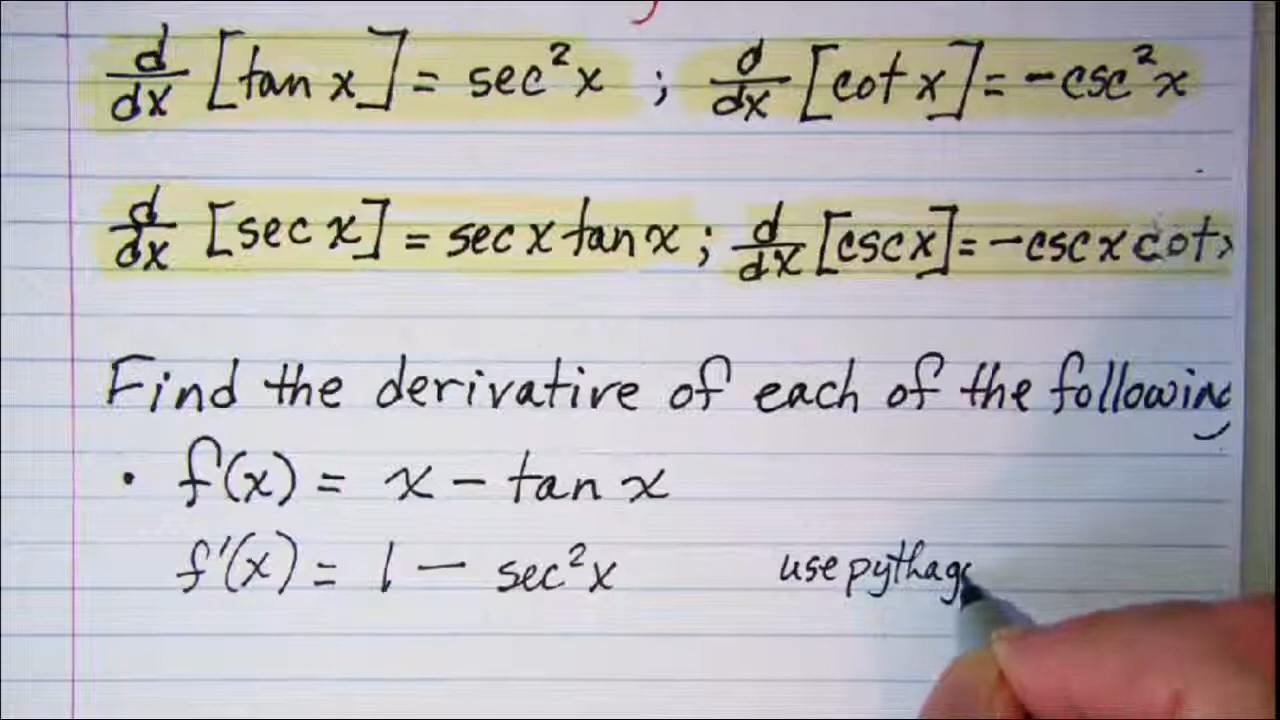 d/dx [tan x] = sec²x ; d/dx [cot x] = -csc²x
d/dx [sec x] = sec x tan x ; d/dx [csc x] = -csc x cot x
Find the derivative of each of the following
• f(x) = x - tan x
f'(x) = 1 - sec²x use pythag